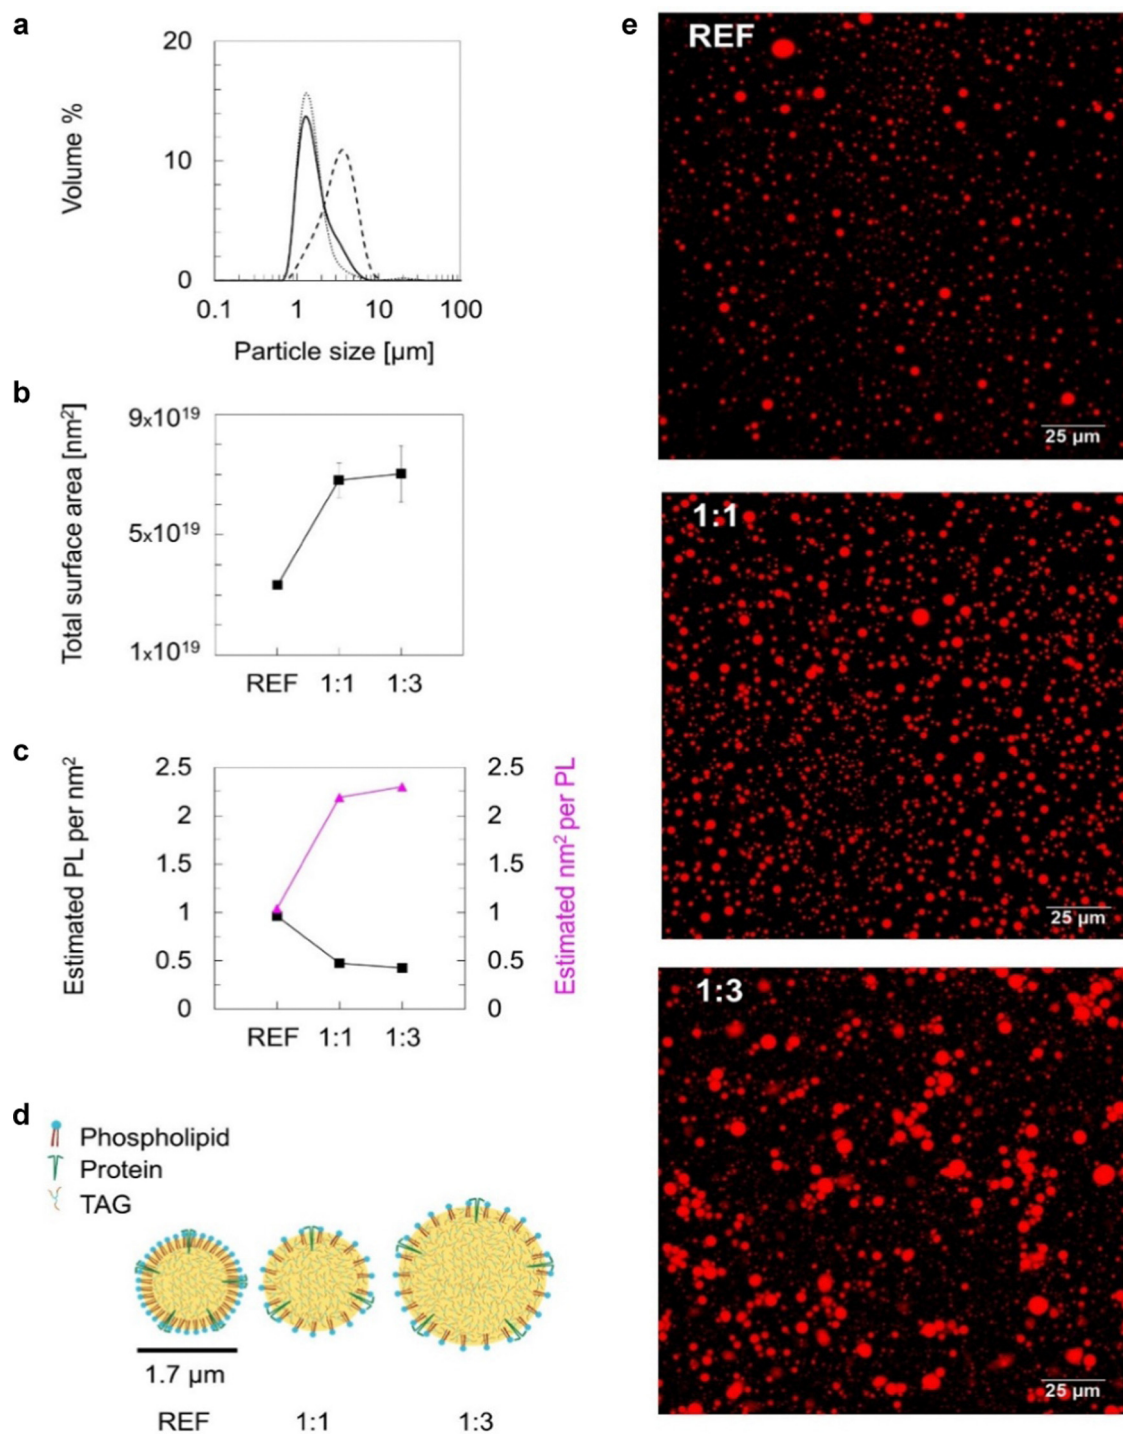 a
20
10
0
Volume %
0.1 1 10 100
Particle size [µm]
b
9x10¹⁹
5x10¹⁹
1x10¹⁹
Total surface area [nm²]
REF 1:1 1:3
c
2.5 2.5
2 2
1.5 1.5
1 1
0.5 0.5
0 0
Estimated PL per nm²
Estimated nm² per PL
REF 1:1 1:3
d
Phospholipid
Protein
TAG
1.7 µm
REF 1:1 1:3
e
REF
25 µm
1:1
25 µm
1:3
25 µm